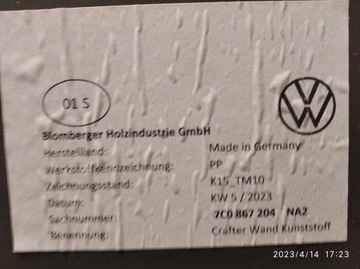 01 S
Blomberger Holzindustrie GmbH
Herstellland: Made in Germany
Werkstoffkennzeichnung: PP
Zeichnungsstand: K15_TM10
Datum: KW 5 / 2023
Sachnummer: 7C0 867 204 NA2
Benennung: Crafter Wand Kunststoff
2023/4/14 17:23